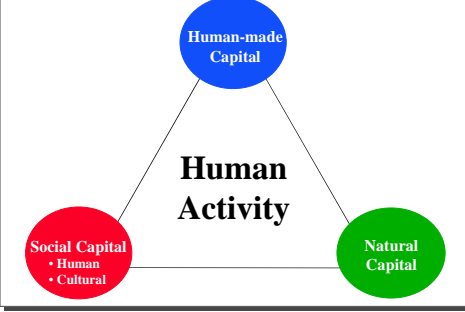 Human-made
Capital
Human
Activity
Social Capital
• Human
• Cultural
Natural
Capital